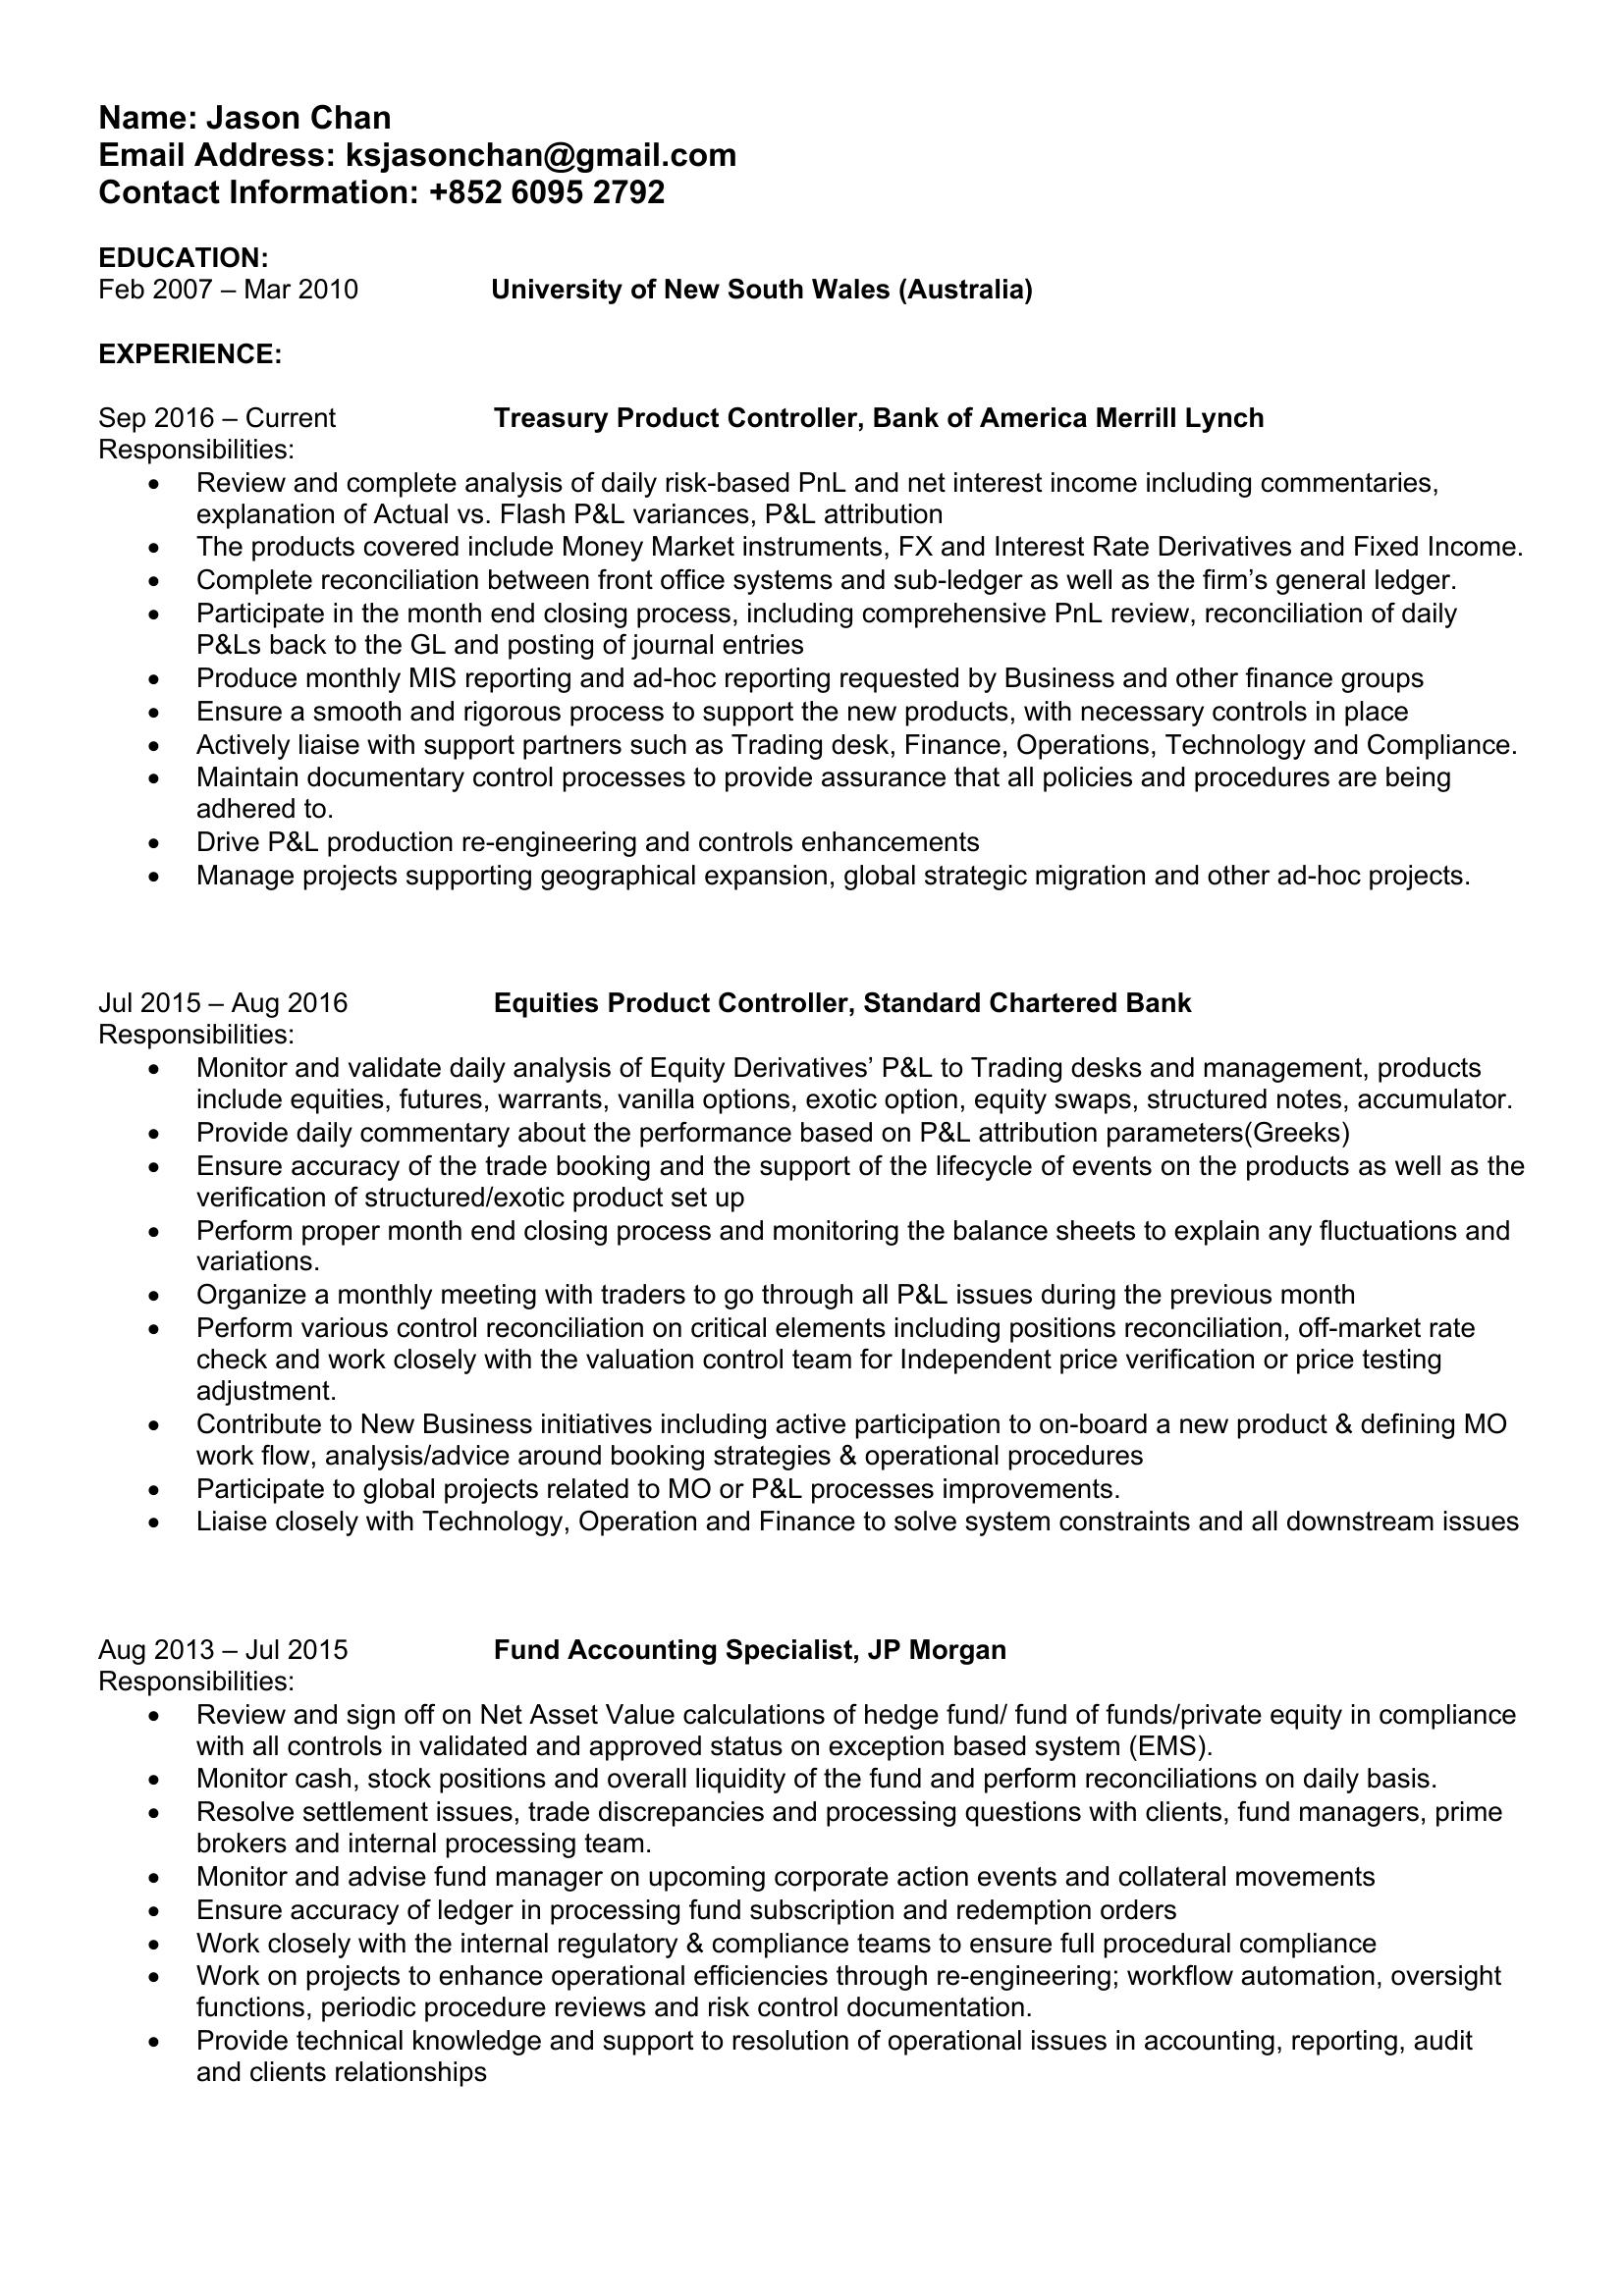 Name: Jason Chan
Email Address: ksjasonchan@gmail.com
Contact Information: +852 6095 2792
EDUCATION:
Feb 2007 – Mar 2010 University of New South Wales (Australia)
EXPERIENCE:
Sep 2016 – Current Treasury Product Controller, Bank of America Merrill Lynch
Responsibilities:
• Review and complete analysis of daily risk-based PnL and net interest income including commentaries,
explanation of Actual vs. Flash P&L variances, P&L attribution
• The products covered include Money Market instruments, FX and Interest Rate Derivatives and Fixed Income.
• Complete reconciliation between front office systems and sub-ledger as well as the firm’s general ledger.
• Participate in the month end closing process, including comprehensive PnL review, reconciliation of daily
P&Ls back to the GL and posting of journal entries
• Produce monthly MIS reporting and ad-hoc reporting requested by Business and other finance groups
• Ensure a smooth and rigorous process to support the new products, with necessary controls in place
• Actively liaise with support partners such as Trading desk, Finance, Operations, Technology and Compliance.
• Maintain documentary control processes to provide assurance that all policies and procedures are being
adhered to.
• Drive P&L production re-engineering and controls enhancements
• Manage projects supporting geographical expansion, global strategic migration and other ad-hoc projects.
Jul 2015 – Aug 2016 Equities Product Controller, Standard Chartered Bank
Responsibilities:
• Monitor and validate daily analysis of Equity Derivatives’ P&L to Trading desks and management, products
include equities, futures, warrants, vanilla options, exotic option, equity swaps, structured notes, accumulator.
• Provide daily commentary about the performance based on P&L attribution parameters(Greeks)
• Ensure accuracy of the trade booking and the support of the lifecycle of events on the products as well as the
verification of structured/exotic product set up
• Perform proper month end closing process and monitoring the balance sheets to explain any fluctuations and
variations.
• Organize a monthly meeting with traders to go through all P&L issues during the previous month
• Perform various control reconciliation on critical elements including positions reconciliation, off-market rate
check and work closely with the valuation control team for Independent price verification or price testing
adjustment.
• Contribute to New Business initiatives including active participation to on-board a new product & defining MO
work flow, analysis/advice around booking strategies & operational procedures
• Participate to global projects related to MO or P&L processes improvements.
• Liaise closely with Technology, Operation and Finance to solve system constraints and all downstream issues
Aug 2013 – Jul 2015 Fund Accounting Specialist, JP Morgan
Responsibilities:
• Review and sign off on Net Asset Value calculations of hedge fund/ fund of funds/private equity in compliance
with all controls in validated and approved status on exception based system (EMS).
• Monitor cash, stock positions and overall liquidity of the fund and perform reconciliations on daily basis.
• Resolve settlement issues, trade discrepancies and processing questions with clients, fund managers, prime
brokers and internal processing team.
• Monitor and advise fund manager on upcoming corporate action events and collateral movements
• Ensure accuracy of ledger in processing fund subscription and redemption orders
• Work closely with the internal regulatory & compliance teams to ensure full procedural compliance
• Work on projects to enhance operational efficiencies through re-engineering; workflow automation, oversight
functions, periodic procedure reviews and risk control documentation.
• Provide technical knowledge and support to resolution of operational issues in accounting, reporting, audit
and clients relationships